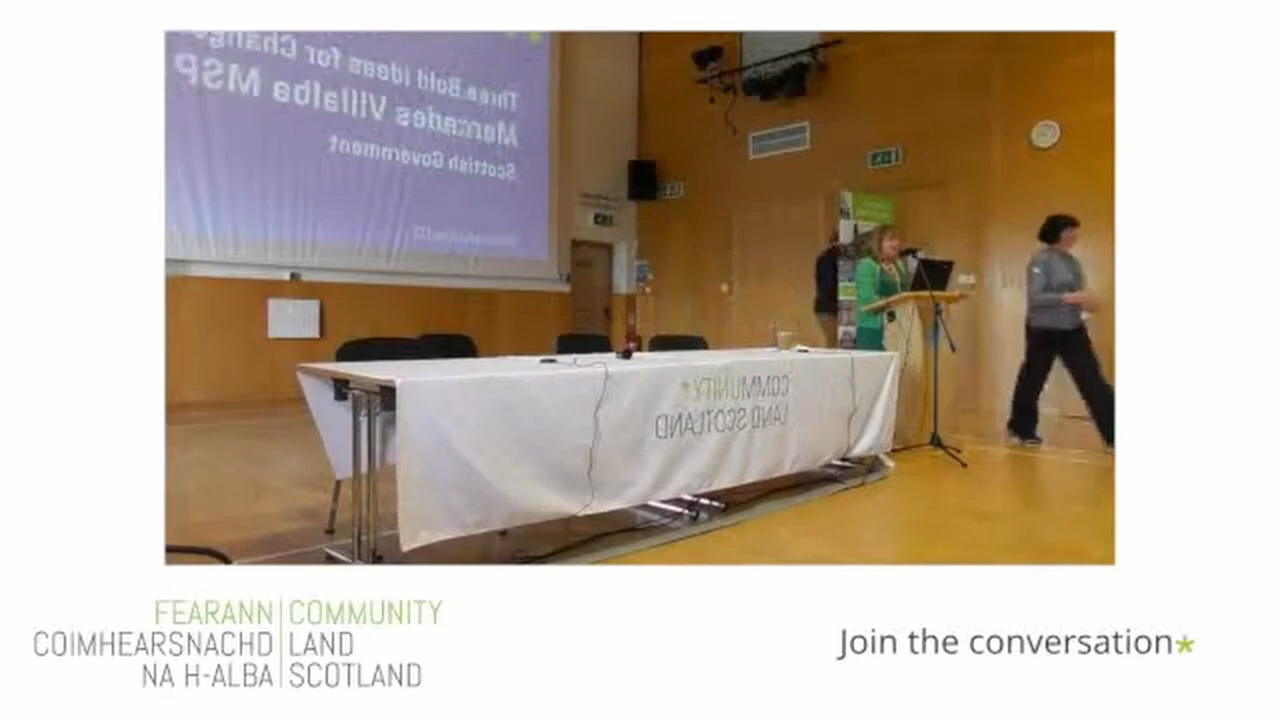 Three Bold Ideas for Change
Mercedes Villalba MSP
Scottish Government
COMMUNITY*
LAND SCOTLAND
FEARANN COMMUNITY
COIMHEARSNACHD LAND
NA H-ALBA SCOTLAND
Join the conversation*